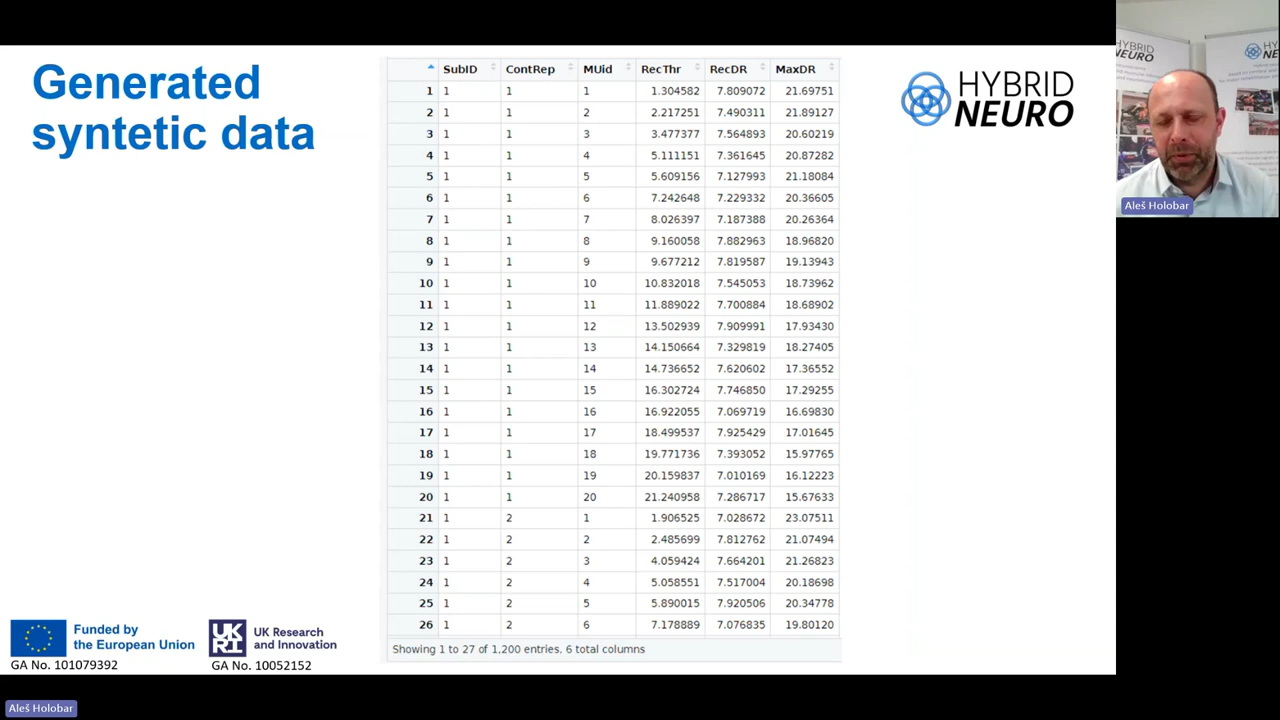 Generated
syntetic data
SubID ContRep MUid RecThr RecDR MaxDR
1 1 1 1 1.304582 7.809072 21.69751
2 1 1 2 2.217251 7.490311 21.89127
3 1 1 3 3.477377 7.564893 20.60219
4 1 1 4 5.111151 7.361645 20.87282
5 1 1 5 5.609156 7.127993 21.18084
6 1 1 6 7.242648 7.229332 20.36605
7 1 1 7 8.026397 7.187388 20.26364
8 1 1 8 9.160058 7.882963 18.96820
9 1 1 9 9.677212 7.819587 19.13943
10 1 1 10 10.832018 7.545053 18.73962
11 1 1 11 11.889022 7.700884 18.68902
12 1 1 12 13.502939 7.909991 17.93430
13 1 1 13 14.150664 7.329819 18.27405
14 1 1 14 14.736652 7.620602 17.36552
15 1 1 15 16.302724 7.746850 17.29255
16 1 1 16 16.922055 7.069719 16.69830
17 1 1 17 18.499537 7.925429 17.01645
18 1 1 18 19.771736 7.393052 15.97765
19 1 1 19 20.159837 7.010169 16.12223
20 1 1 20 21.240958 7.286717 15.67633
21 1 2 1 1.906525 7.028672 23.07511
22 1 2 2 2.485699 7.812762 21.07494
23 1 2 3 4.059424 7.664201 21.26823
24 1 2 4 5.058551 7.517004 20.18698
25 1 2 5 5.890015 7.920506 20.34778
26 1 2 6 7.178889 7.076835 19.80120
Showing 1 to 27 of 1,200 entries, 6 total columns
HYBRID
NEURO
Funded by
the European Union
GA No. 101079392
UK
RI
UK Research
and Innovation
GA No. 10052152
HYBRID
NEURO
Aleš Holobar
Aleš Holobar